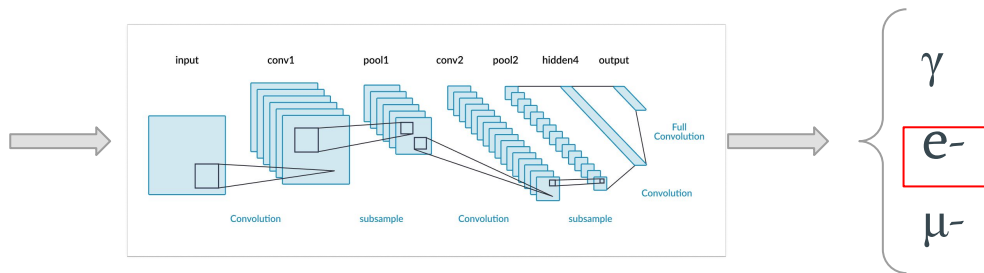 input conv1 pool1 conv2 pool2 hidden4 output
Full
Convolution
Convolution
Convolution subsample Convolution subsample
γ
e-
μ-